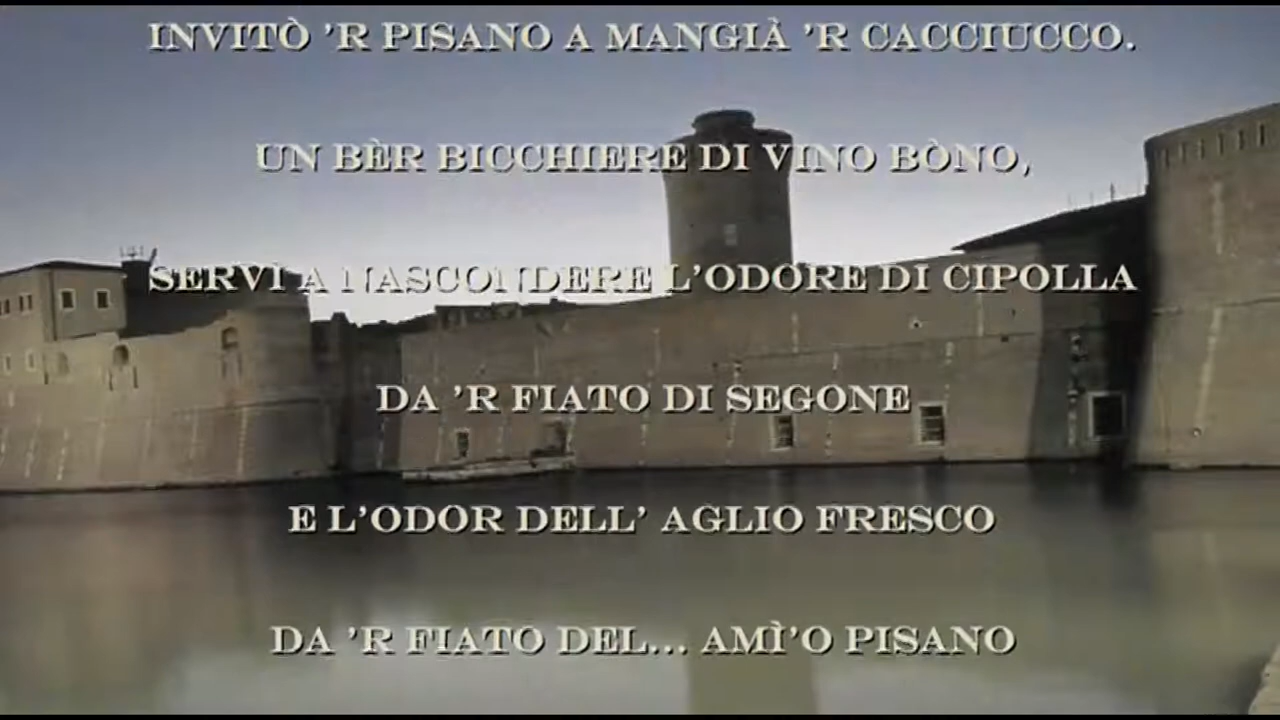 INVITÒ 'R PISANO A MANGIÀ 'R CACCIUCCO.
UN BÈR BICCHIERE DI VINO BÒNO,
SERVÌ A NASCONDERE L'ODORE DI CIPOLLA
DA 'R FIATO DI SEGONE
E L'ODOR DELL' AGLIO FRESCO
DA 'R FIATO DEL... AMÌ'O PISANO